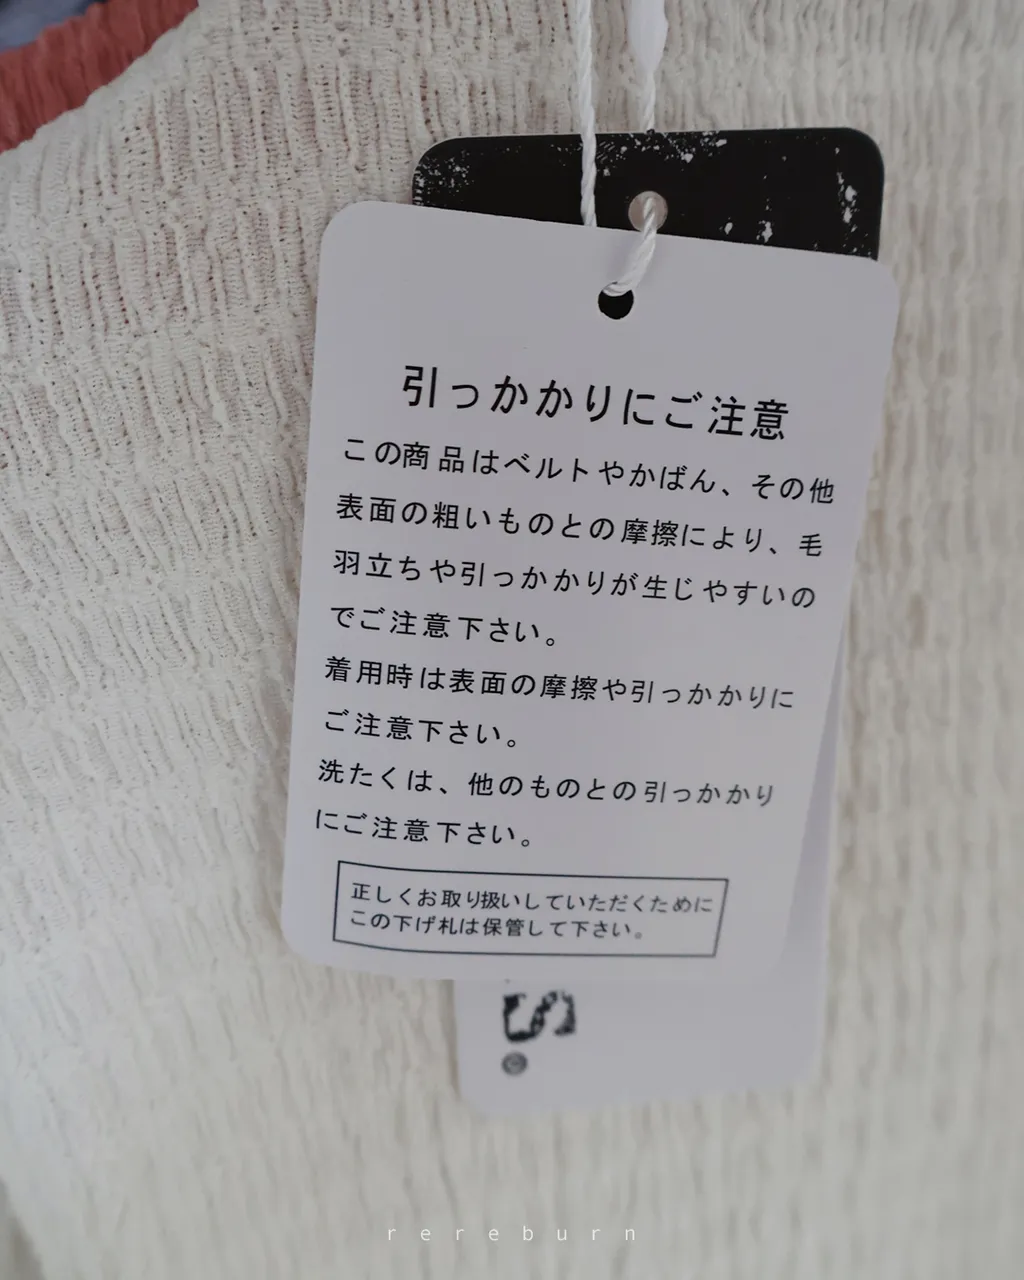 引っかかりにご注意
この商品はベルトやかばん、その他
表面の粗いものとの摩擦により、毛
羽立ちや引っかかりが生じやすいの
でご注意下さい。
着用時は表面の摩擦や引っかかりに
ご注意下さい。
洗たくは、他のものとの引っかかり
にご注意下さい。
正しくお取り扱いしていただくために
この下げ札は保管して下さい。
rereburn